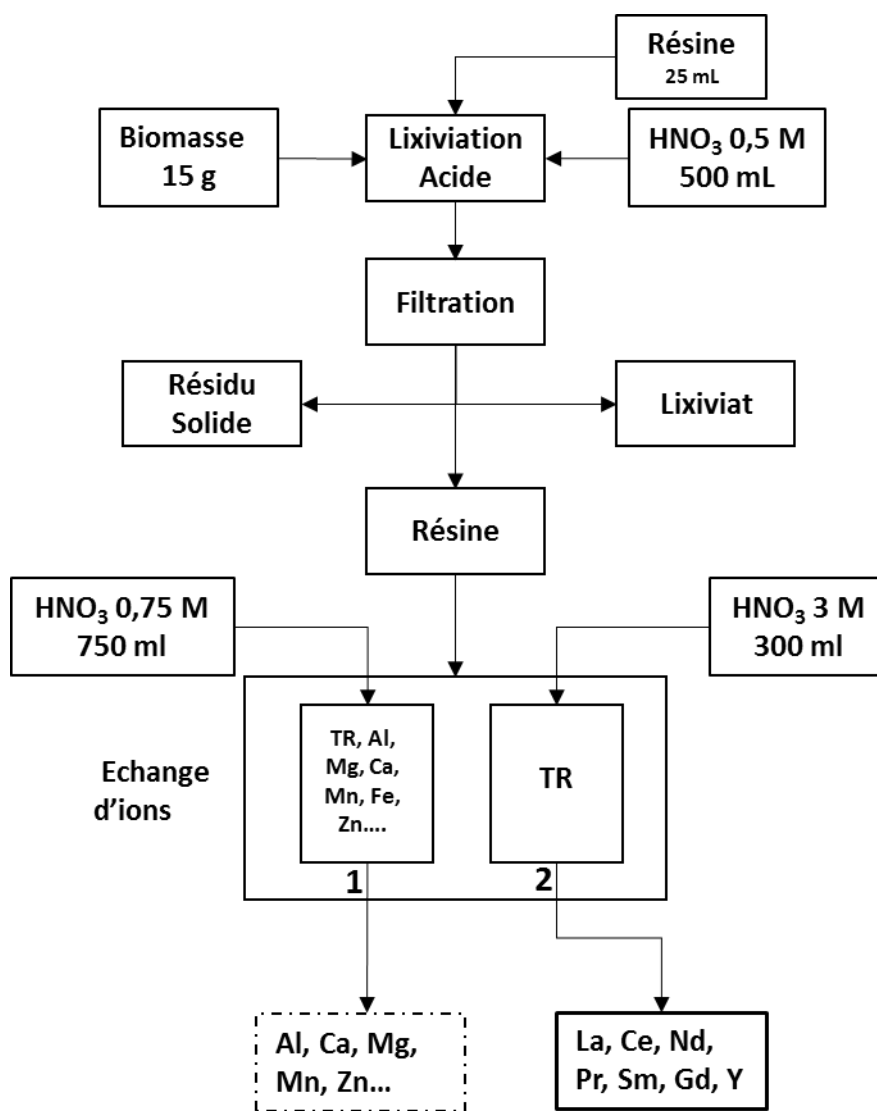 Résine
25 mL
Biomasse
15 g
Lixiviation
Acide
HNO₃ 0,5 M
500 mL
Filtration
Résidu
Solide
Lixiviat
Résine
HNO₃ 0,75 M
750 ml
HNO₃ 3 M
300 ml
Echange
d'ions
TR, Al,
Mg, Ca,
Mn, Fe,
Zn....
TR
1
2
Al, Ca, Mg,
Mn, Zn...
La, Ce, Nd,
Pr, Sm, Gd, Y